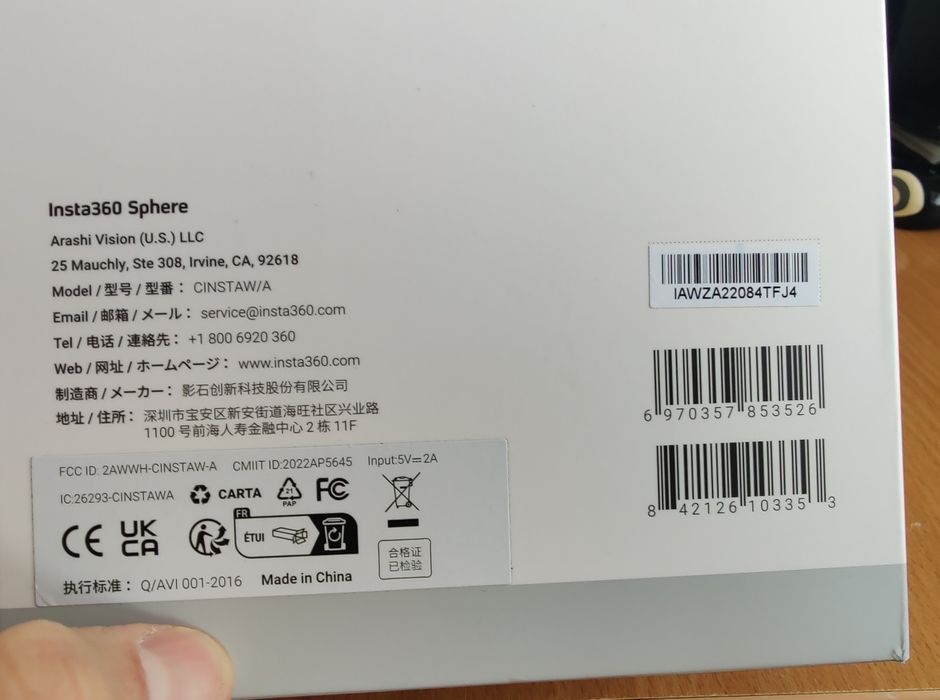 Insta360 Sphere
Arashi Vision (U.S.) LLC
25 Mauchly, Ste 308, Irvine, CA, 92618
Model / 型号 / 型番： CINSTAW/A
Email / 邮箱 / メール： service@insta360.com
Tel / 电话 / 連絡先： +1 800 6920 360
Web / 网址 / ホームページ： www.insta360.com
制造商 / メーカー： 影石创新科技股份有限公司
地址 / 住所： 深圳市宝安区新安街道海旺社区兴业路
1100 号前海人寿金融中心 2 栋 11F
FCC ID: 2AWWH-CINSTAW-A CMIIT ID:2022AP5645 Input:5V⎓2A
IC:26293-CINSTAWA CARTA 21 PAP FC
CE UK CA FR ÉTUI
合格证
已检验
执行标准： Q/AVI 001-2016 Made in China
IAWZA22084TFJ4
6 970357 853526
8 42126 10335 3